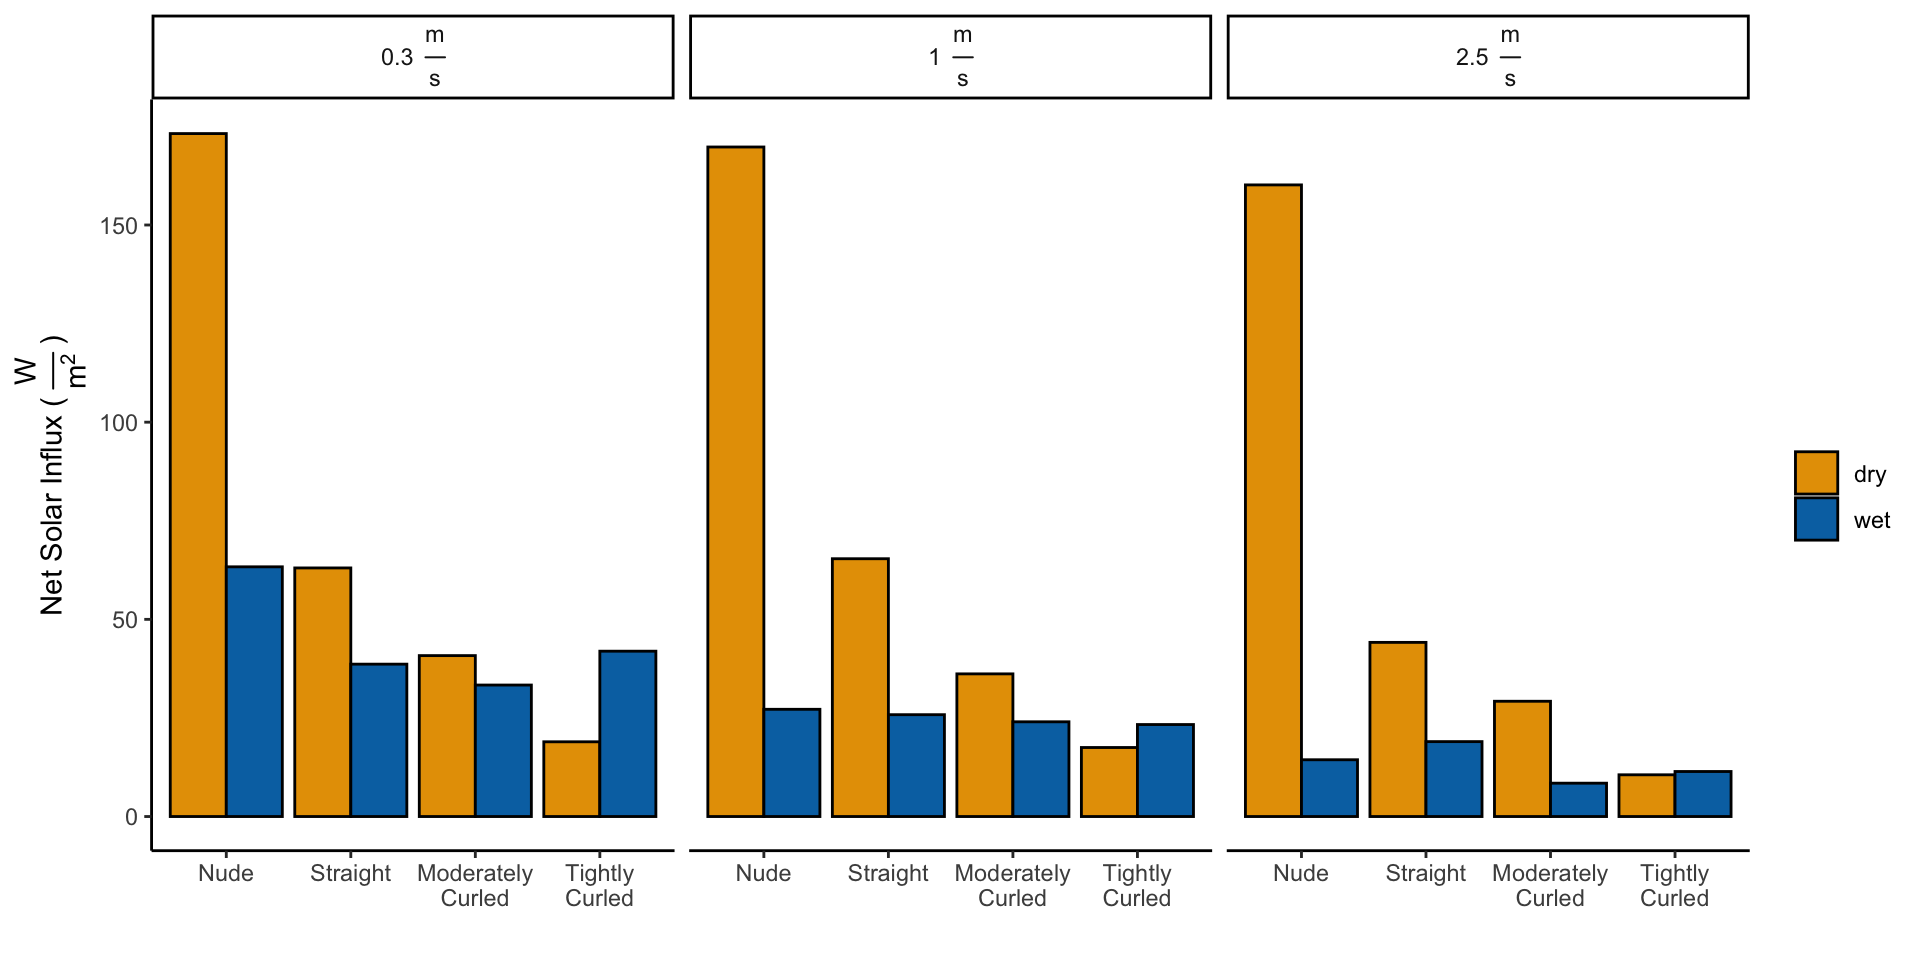 0.3 m/s
1 m/s
2.5 m/s
Net Solar Influx (W/m²)
150
100
50
0
Nude
Straight
Moderately
Curled
Tightly
Curled
Nude
Straight
Moderately
Curled
Tightly
Curled
Nude
Straight
Moderately
Curled
Tightly
Curled
dry
wet